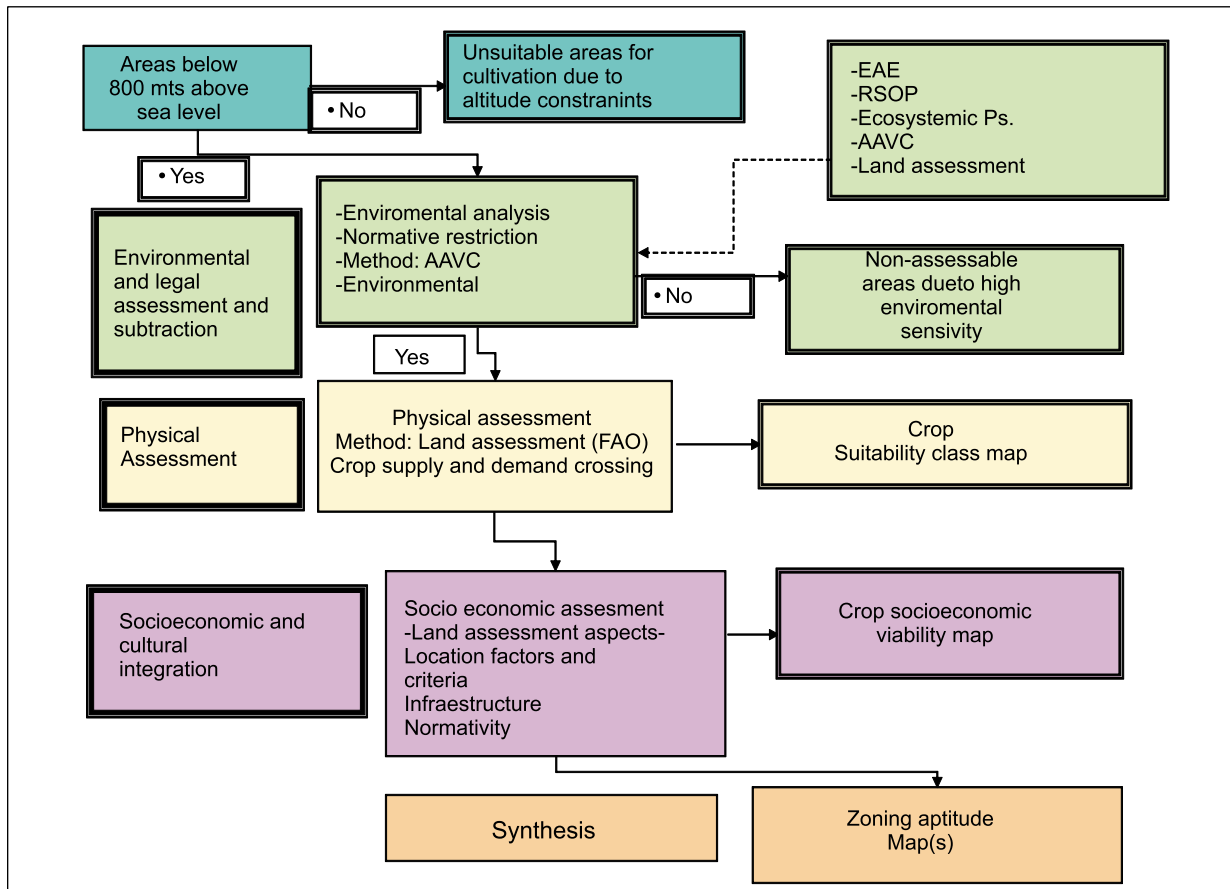 Areas below
800 mts above
sea level
Unsuitable areas for
cultivation due to
altitude constranints
• No
• Yes
-EAE
-RSOP
-Ecosystemic Ps.
-AAVC
-Land assessment
Environmental
and legal
assessment and
subtraction
-Enviromental analysis
-Normative restriction
-Method: AAVC
-Environmental
• No
Non-assessable
areas dueto high
enviromental
sensivity
Yes
Physical
Assessment
Physical assessment
Method: Land assessment (FAO)
Crop supply and demand crossing
Crop
Suitability class map
Socioeconomic and
cultural
integration
Socio economic assesment
-Land assessment aspects-
Location factors and
criteria
Infraestructure
Normativity
Crop socioeconomic
viability map
Synthesis
Zoning aptitude
Map(s)